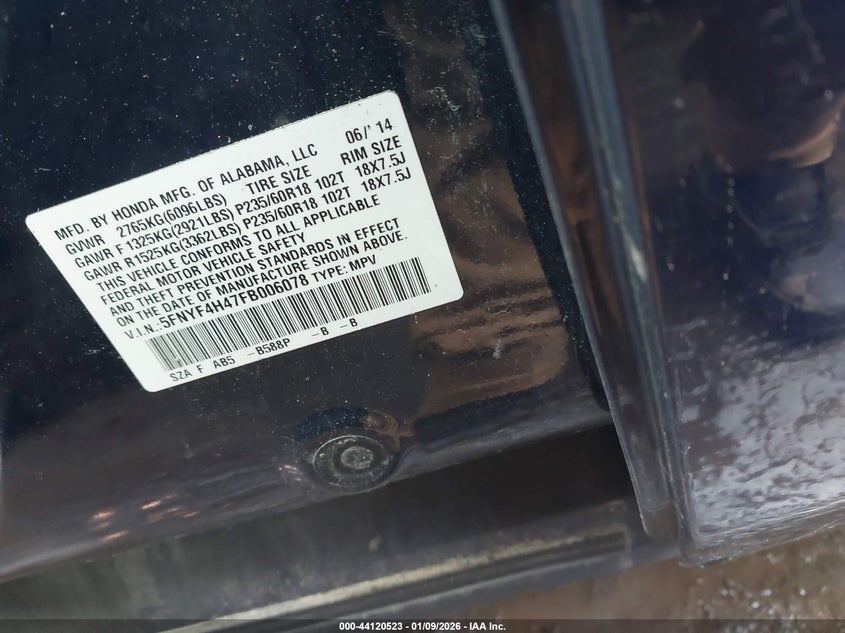 MFD. BY HONDA MFG. OF ALABAMA, LLC 06/'14
GVWR 2765KG(6096LBS) TIRE SIZE RIM SIZE
GAWR F 1325KG(2921LBS) P235/60R18 102T 18X7.5J
GAWR R 1525KG(3362LBS) P235/60R18 102T 18X7.5J
THIS VEHICLE CONFORMS TO ALL APPLICABLE
FEDERAL MOTOR VEHICLE SAFETY
AND THEFT PREVENTION STANDARDS IN EFFECT
ON THE DATE OF MANUFACTURE SHOWN ABOVE.
V.I.N.:5FNYF4H47FB006078 TYPE: MPV
SZA F AB5 -B588P -B -B
000-44120523 - 01/09/2026 - IAA Inc.